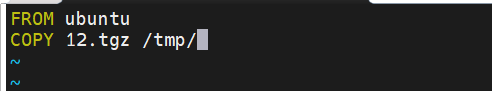 FROM ubuntu
COPY 12.tgz /tmp/
~
~